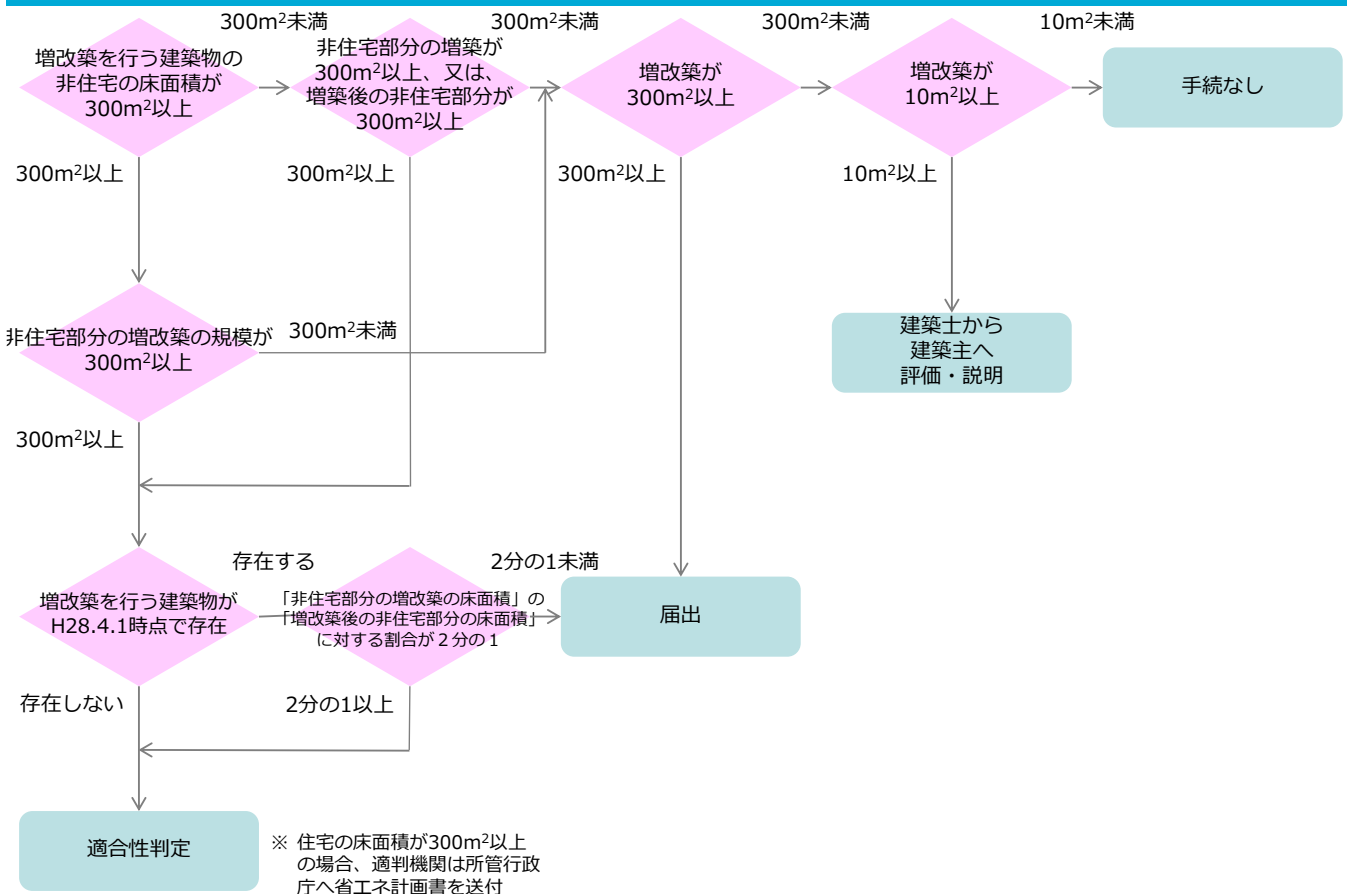 300m²未満
300m²未満
300m²未満
10m²未満
増改築を行う建築物の
非住宅の床面積が
300m²以上
非住宅部分の増築が
300m²以上、又は、
増築後の非住宅部分が
300m²以上
増改築が
300m²以上
増改築が
10m²以上
手続なし
300m²以上
300m²以上
300m²以上
10m²以上
非住宅部分の増改築の規模が
300m²以上
300m²未満
建築士から
建築主へ
評価・説明
300m²以上
増改築を行う建築物が
H28.4.1時点で存在
存在する
「非住宅部分の増改築の床面積」の
「増改築後の非住宅部分の床面積」
に対する割合が２分の１
2分の1未満
届出
存在しない
2分の1以上
適合性判定
※ 住宅の床面積が300m²以上
の場合、適判機関は所管行政
庁へ省エネ計画書を送付